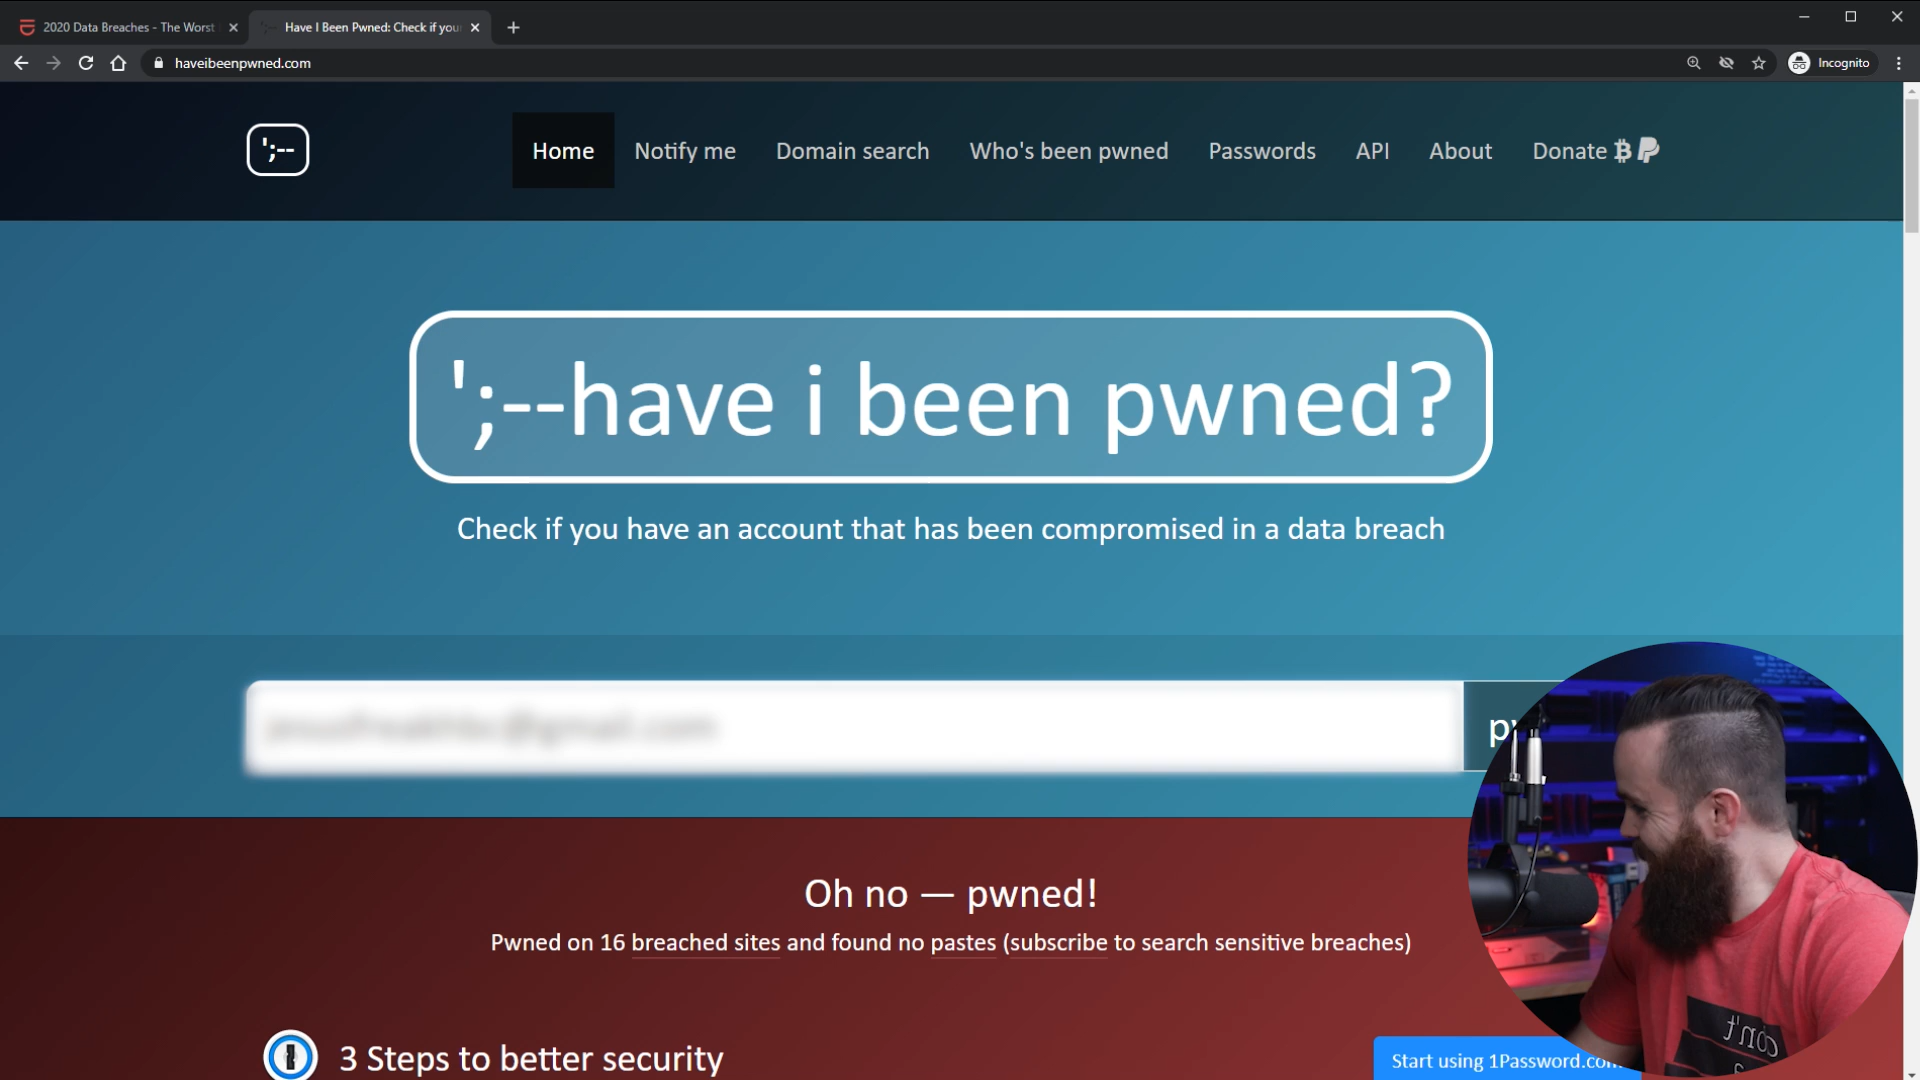 2020 Data Breaches - The Worst
Have I Been Pwned: Check if you
haveibeenpwned.com
Incognito
';--
Home
Notify me
Domain search
Who's been pwned
Passwords
API
About
Donate
';--have i been pwned?
Check if you have an account that has been compromised in a data breach
Oh no — pwned!
Pwned on 16 breached sites and found no pastes (subscribe to search sensitive breaches)
3 Steps to better security
Start using 1Password.com